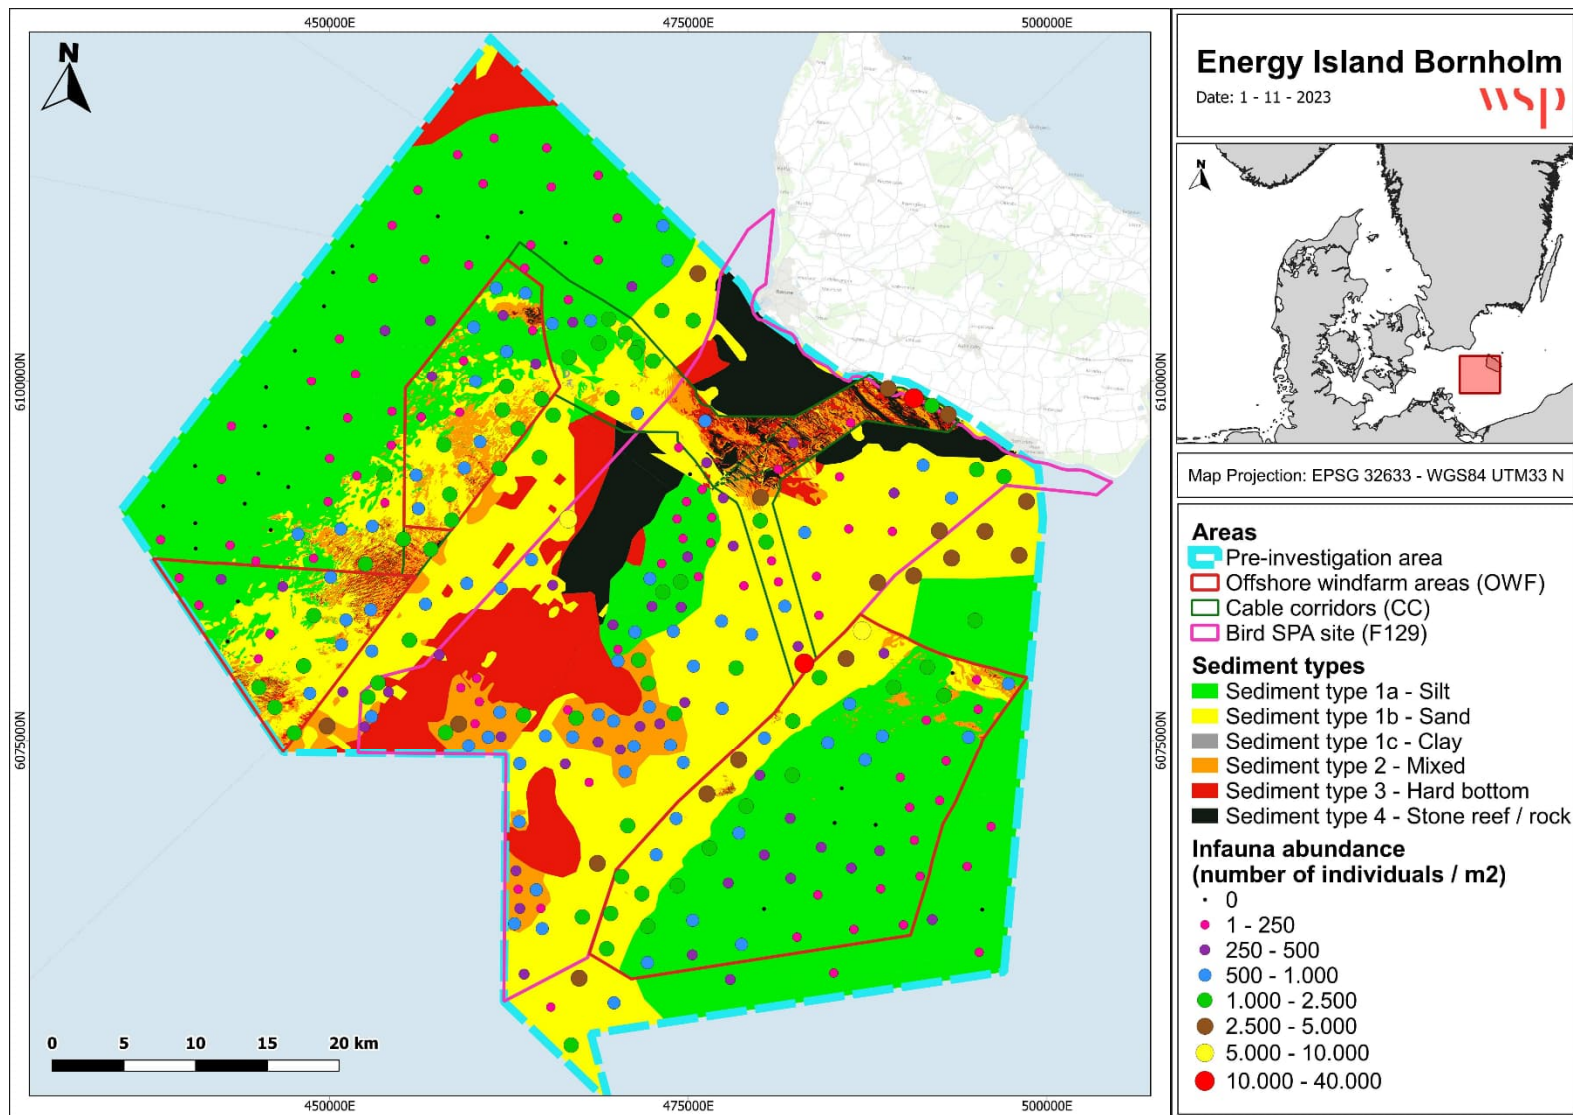 450000E
475000E
500000E
N
6100000N
6100000N
6075000N
6075000N
0 5 10 15 20 km
450000E
475000E
500000E
Energy Island Bornholm
Date: 1 - 11 - 2023
wsp
N
Map Projection: EPSG 32633 - WGS84 UTM33 N
Areas
Pre-investigation area
Offshore windfarm areas (OWF)
Cable corridors (CC)
Bird SPA site (F129)
Sediment types
Sediment type 1a - Silt
Sediment type 1b - Sand
Sediment type 1c - Clay
Sediment type 2 - Mixed
Sediment type 3 - Hard bottom
Sediment type 4 - Stone reef / rock
Infauna abundance
(number of individuals / m2)
0
1 - 250
250 - 500
500 - 1.000
1.000 - 2.500
2.500 - 5.000
5.000 - 10.000
10.000 - 40.000